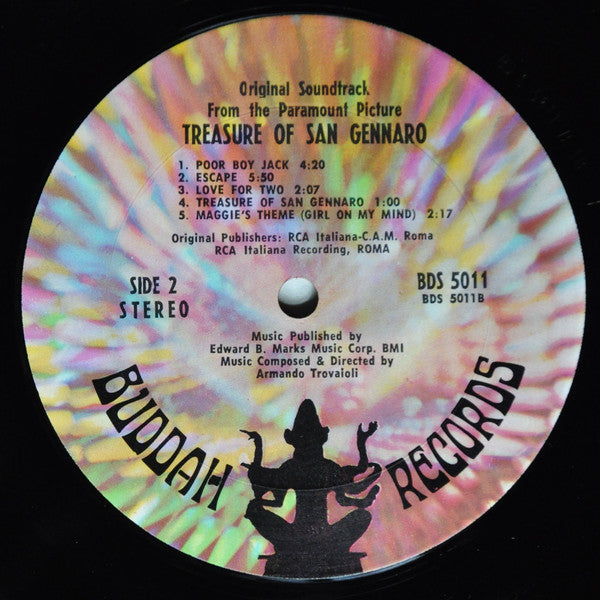 Original Soundtrack
From the Paramount Picture
TREASURE OF SAN GENNARO
1. POOR BOY JACK 4:20
2. ESCAPE 5:50
3. LOVE FOR TWO 2:07
4. TREASURE OF SAN GENNARO 1:00
5. MAGGIE'S THEME (GIRL ON MY MIND) 2:17
Original Publishers: RCA Italiana-C.A.M. Roma
RCA Italiana Recording, ROMA
SIDE 2
STEREO
BDS 5011
BDS 5011B
Music Published by
Edward B. Marks Music Corp. BMI
Music Composed & Directed by
Armando Trovaioli
BUDDAH RECORDS